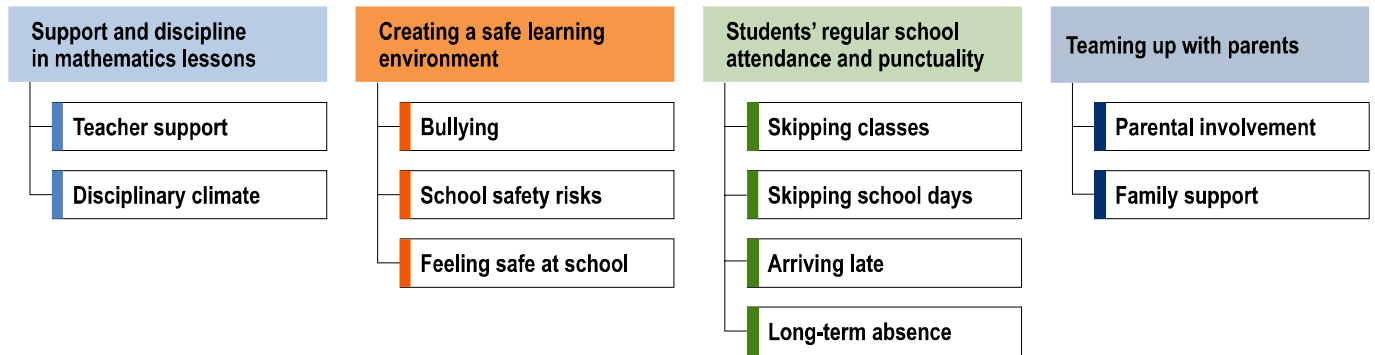 Support and discipline
in mathematics lessons
Teacher support
Disciplinary climate
Creating a safe learning
environment
Bullying
School safety risks
Feeling safe at school
Students’ regular school
attendance and punctuality
Skipping classes
Skipping school days
Arriving late
Long-term absence
Teaming up with parents
Parental involvement
Family support